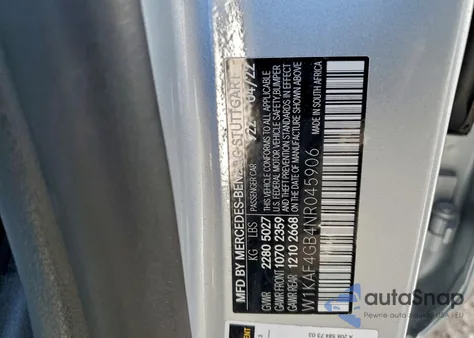 MFD BY MERCEDES-BENZ AG-STUTTGART
PASSENGER CAR 04/22
KG LBS
GVWR 2280 5027
GAWR FRONT 1070 2359
GAWR 1210 2668
THIS VEHICLE CONFORMS TO ALL APPLICABLE
U.S. FEDERAL MOTOR VEHICLE SAFETY BUMPER
AND THEFT PREVENTION STANDARDS IN EFFECT
ON THE DATE OF MANUFACTURE SHOWN ABOVE
W1KAF4GB4NR045906
MADE IN SOUTH AFRICA
autoSnap